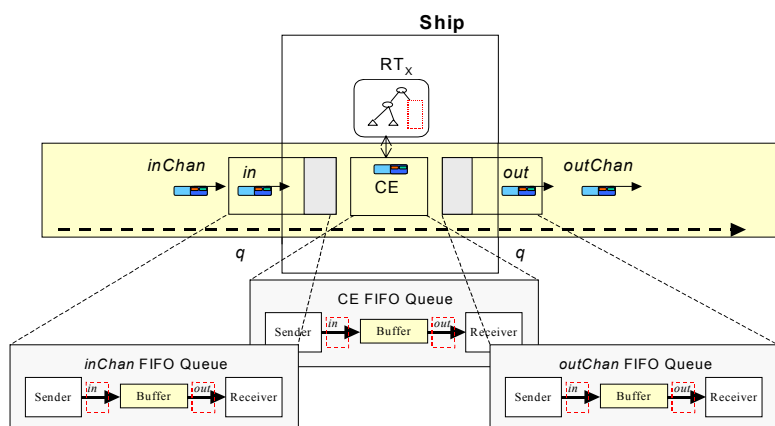 Ship
RTX
inChan
in
CE
out
outChan
q
q
CE FIFO Queue
Sender
in
Buffer
out
Receiver
inChan FIFO Queue
Sender
in
Buffer
out
Receiver
outChan FIFO Queue
Sender
in
Buffer
out
Receiver